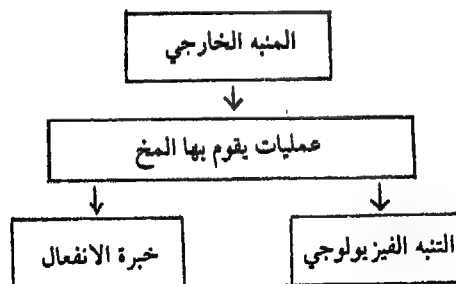 المنبه الخارجي
عمليات يقوم بها المخ
التنبه الفيزيولوجي
خبرة الانفعال